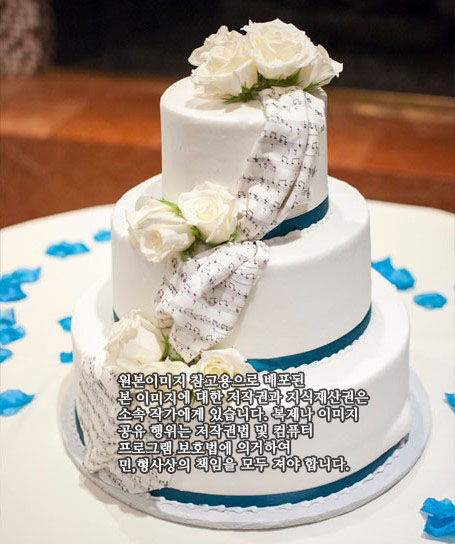 원본이미지 참고용으로 배포된
본 이미지에 대한 저작권과 지식재산권은
소속 작가에게 있습니다. 복제나 이미지
공유 행위는 저작권법 및 컴퓨터
프로그램 보호법에 의거하여
민,형사상의 책임을 모두 져야 합니다.